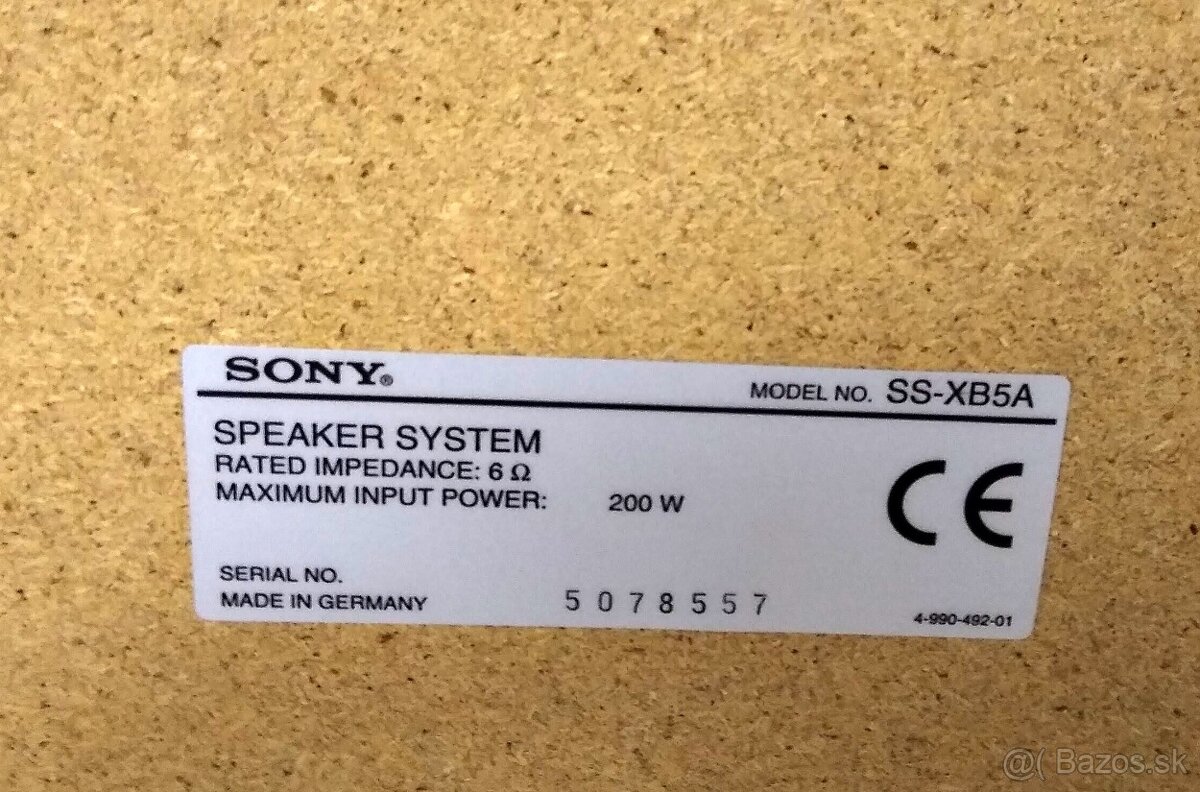 SONY®
MODEL NO. SS-XB5A
SPEAKER SYSTEM
RATED IMPEDANCE: 6 Ω
MAXIMUM INPUT POWER: 200 W
CE
SERIAL NO.
MADE IN GERMANY 5078557
4-990-492-01
@( Bazos.sk